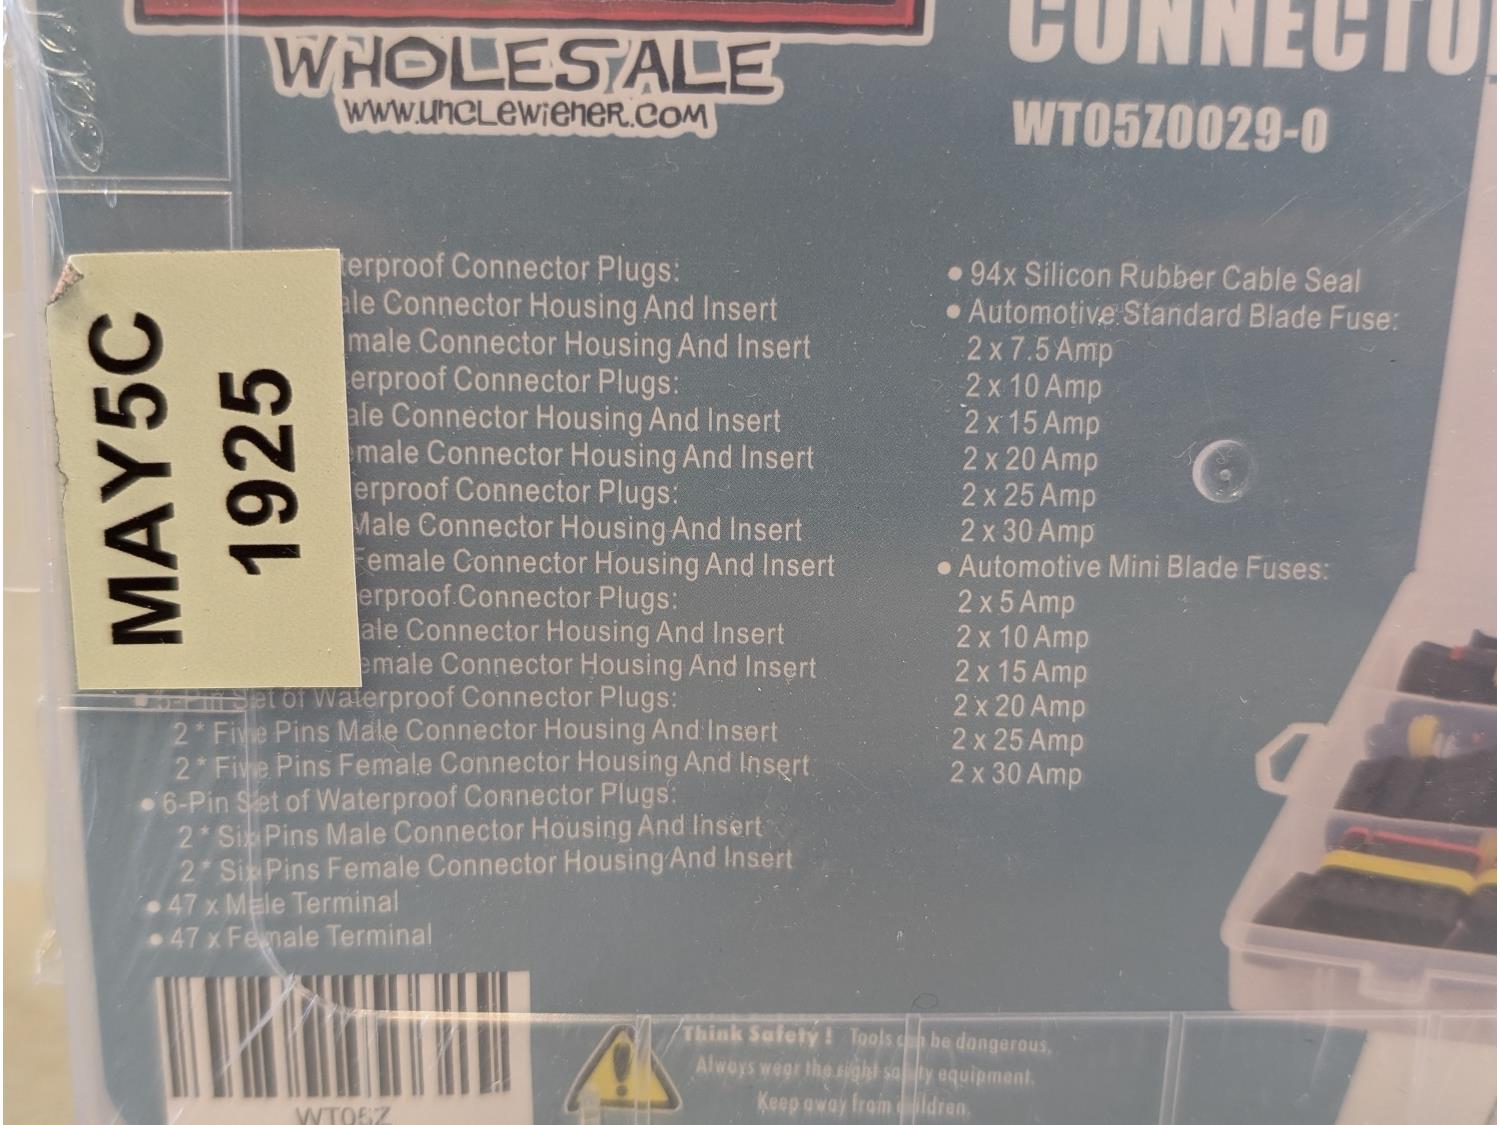 WHOLESALE
www.UncLewiener.com
CONNECTO
WT05Z0029-0
MAY5C
1925
terproof Connector Plugs:
ale Connector Housing And Insert
male Connector Housing And Insert
erproof Connector Plugs:
ale Connector Housing And Insert
emale Connector Housing And Insert
erproof Connector Plugs:
Male Connector Housing And Insert
Female Connector Housing And Insert
erproof Connector Plugs:
ale Connector Housing And Insert
emale Connector Housing And Insert
• 5-Pin Set of Waterproof Connector Plugs:
2 * Five Pins Male Connector Housing And Insert
2 * Five Pins Female Connector Housing And Insert
• 6-Pin Set of Waterproof Connector Plugs:
2 * Six Pins Male Connector Housing And Insert
2 * Six Pins Female Connector Housing And Insert
• 47 x Male Terminal
• 47 x Female Terminal
• 94x Silicon Rubber Cable Seal
• Automotive Standard Blade Fuse:
2 x 7.5 Amp
2 x 10 Amp
2 x 15 Amp
2 x 20 Amp
2 x 25 Amp
2 x 30 Amp
• Automotive Mini Blade Fuses:
2 x 5 Amp
2 x 10 Amp
2 x 15 Amp
2 x 20 Amp
2 x 25 Amp
2 x 30 Amp
WT05Z
Think Safety! Tools can be dangerous,
Always wear the right safety equipment.
Keep away from children.